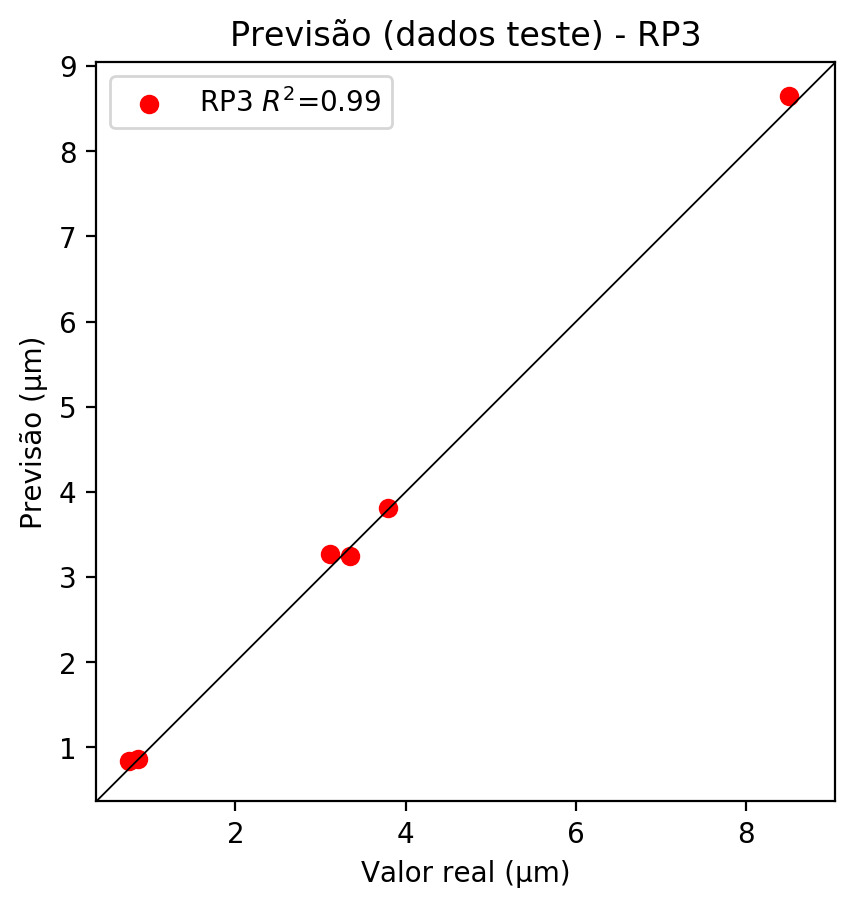 Previsão (dados teste) - RP3
RP3 R²=0.99
Previsão (µm)
9
8
7
6
5
4
3
2
1
2 4 6 8
Valor real (µm)